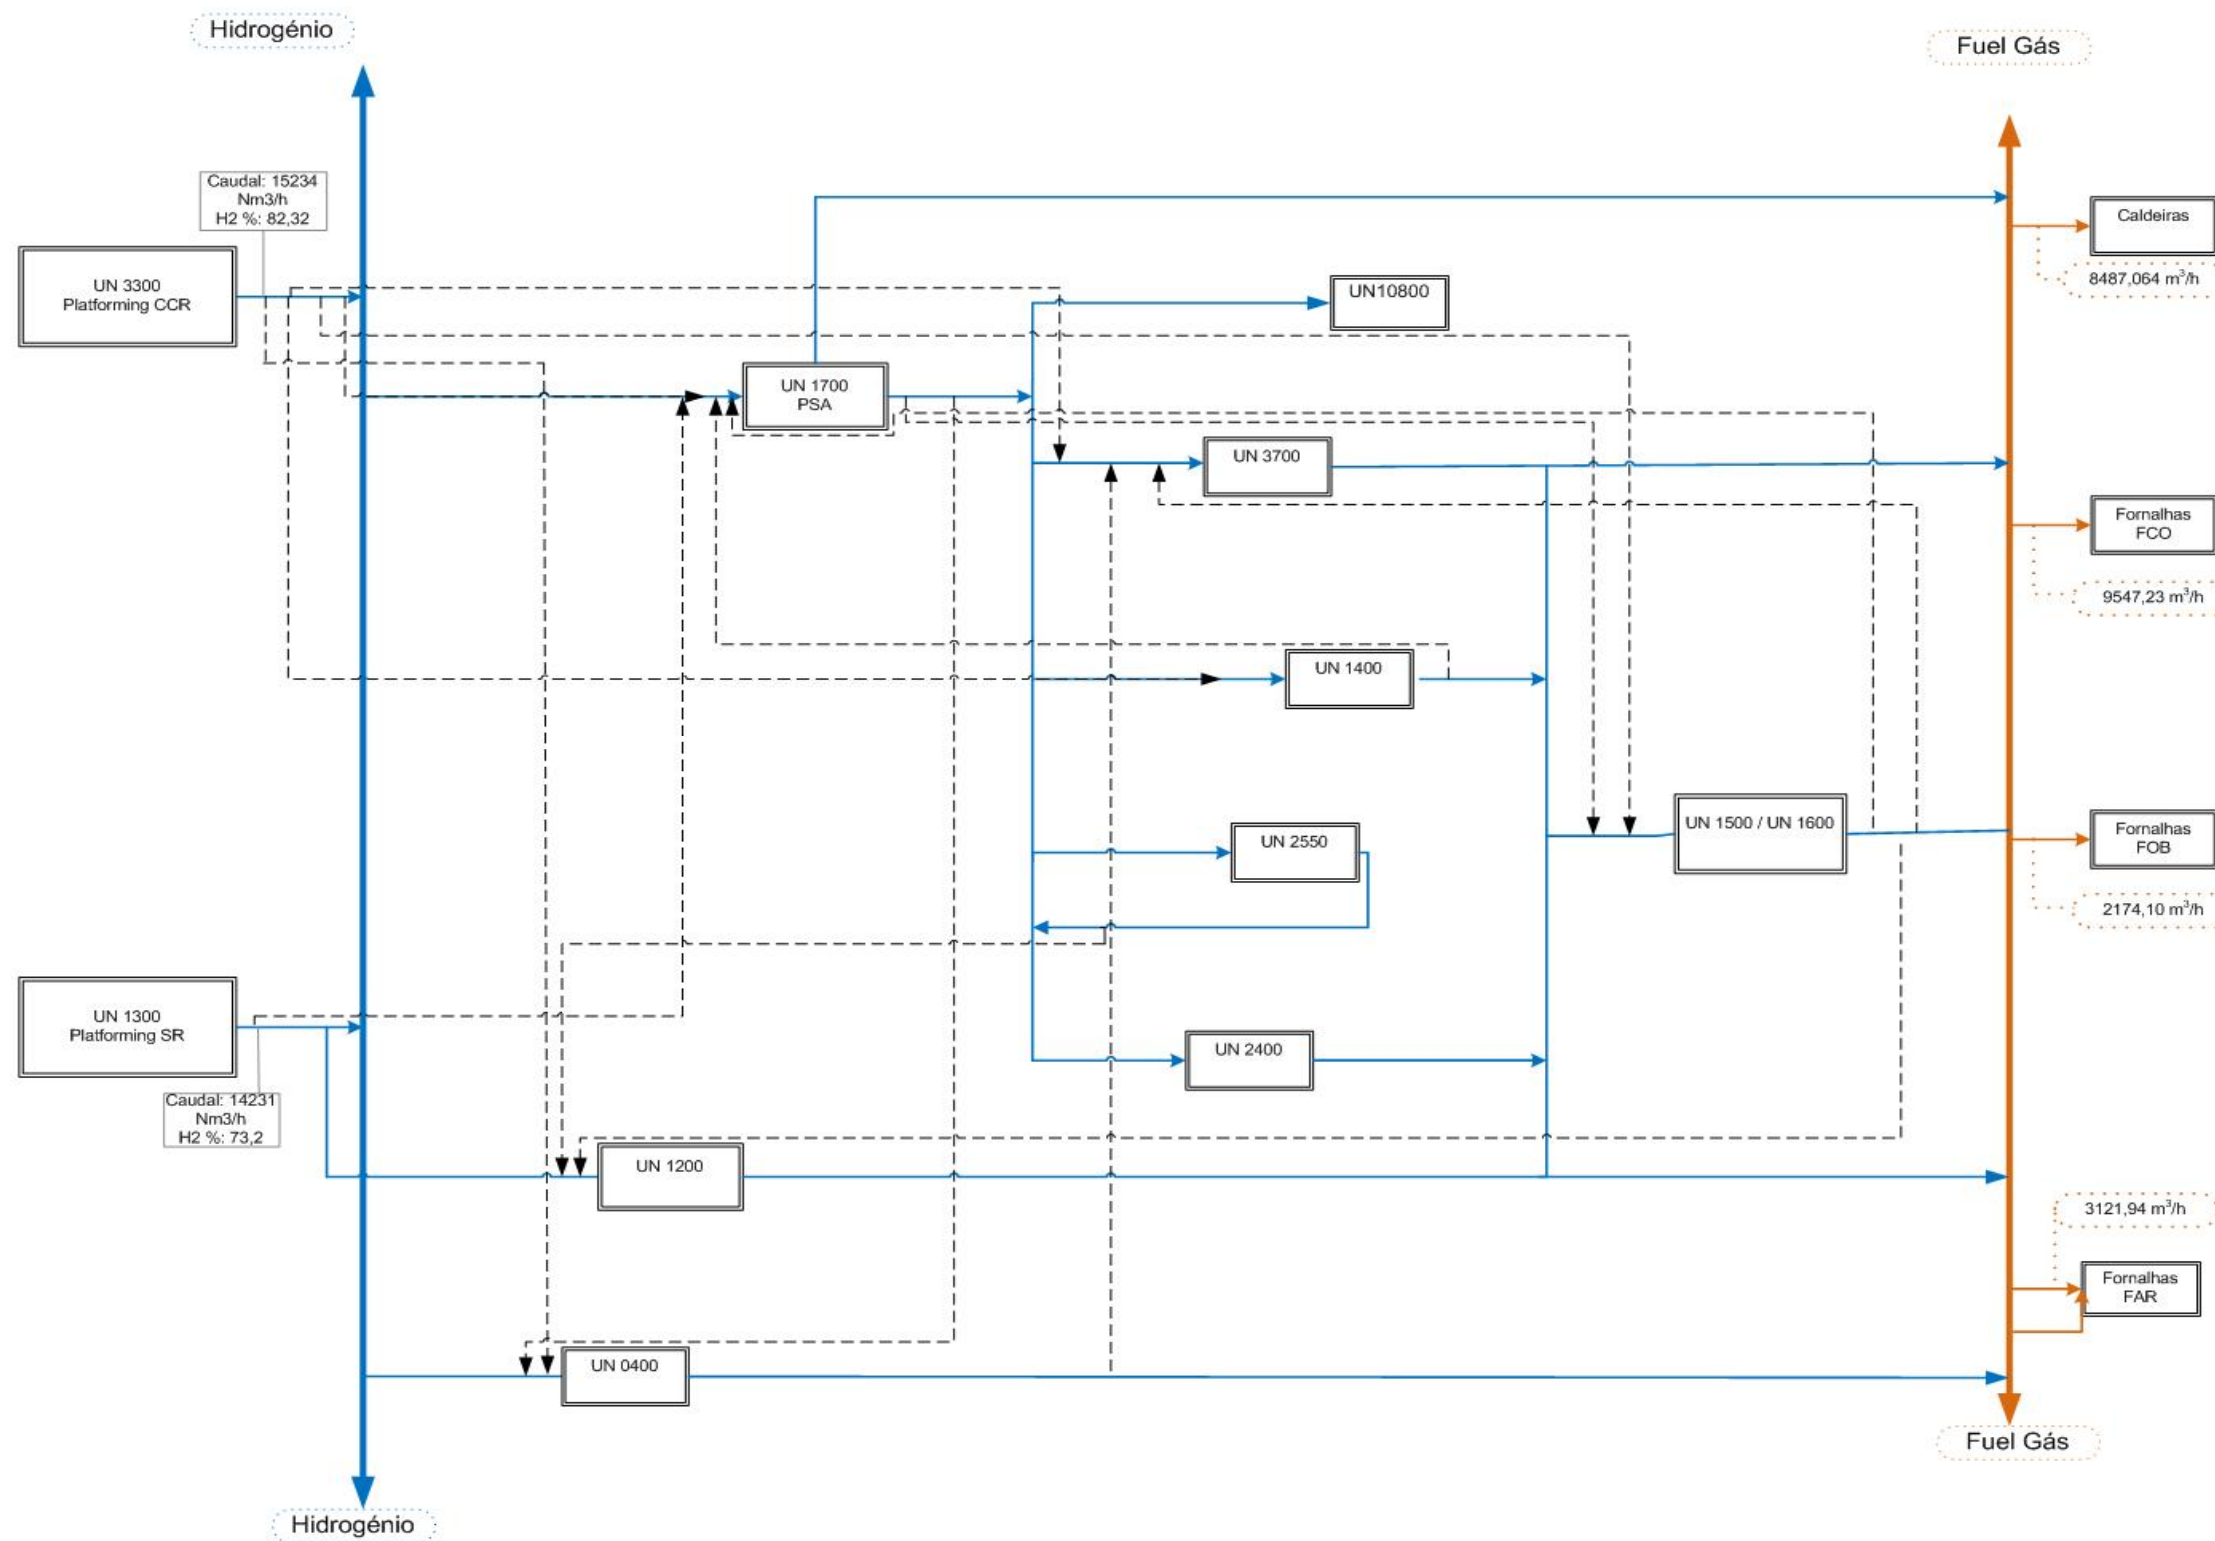 Hidrogénio
Fuel Gás
Caudal: 15234
Nm3/h
H2 %: 82,32
Caldeiras
UN 3300
Platforming CCR
UN10800
8487,064 m³/h
UN 1700
PSA
UN 3700
Fornalhas
FCO
9547,23 m³/h
UN 1400
UN 1500 / UN 1600
UN 2550
Fornalhas
FOB
2174,10 m³/h
UN 1300
Platforming SR
UN 2400
Caudal: 14231
Nm3/h
H2 %: 73,2
UN 1200
3121,94 m³/h
Fornalhas
FAR
UN 0400
Fuel Gás
Hidrogénio